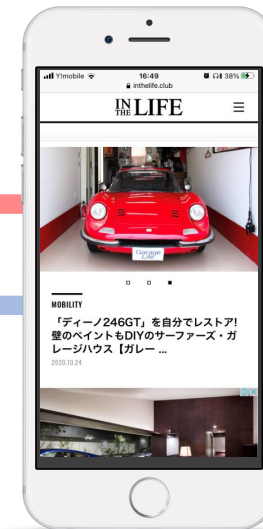 Y!mobile 16:49 38%
inthelife.club
IN THE LIFE
Garage Life
MOBILITY
「ディーノ246GT」を自分でレストア!
壁のペイントもDIYのサーファーズ・ガ
レージハウス【ガレー ...
2020.10.24